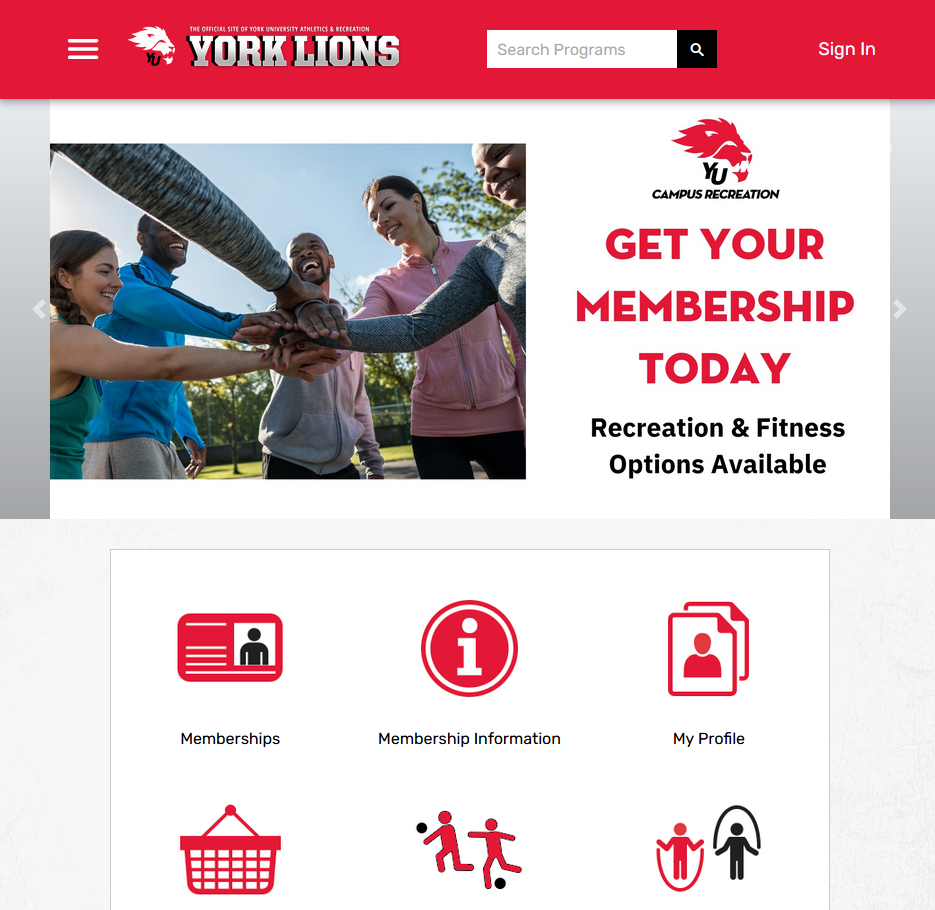 THE OFFICIAL SITE OF YORK UNIVERSITY ATHLETICS & RECREATION
YU
YORK LIONS
Search Programs
Sign In
YU
CAMPUS RECREATION
GET YOUR
MEMBERSHIP
TODAY
Recreation & Fitness
Options Available
Memberships
Membership Information
My Profile